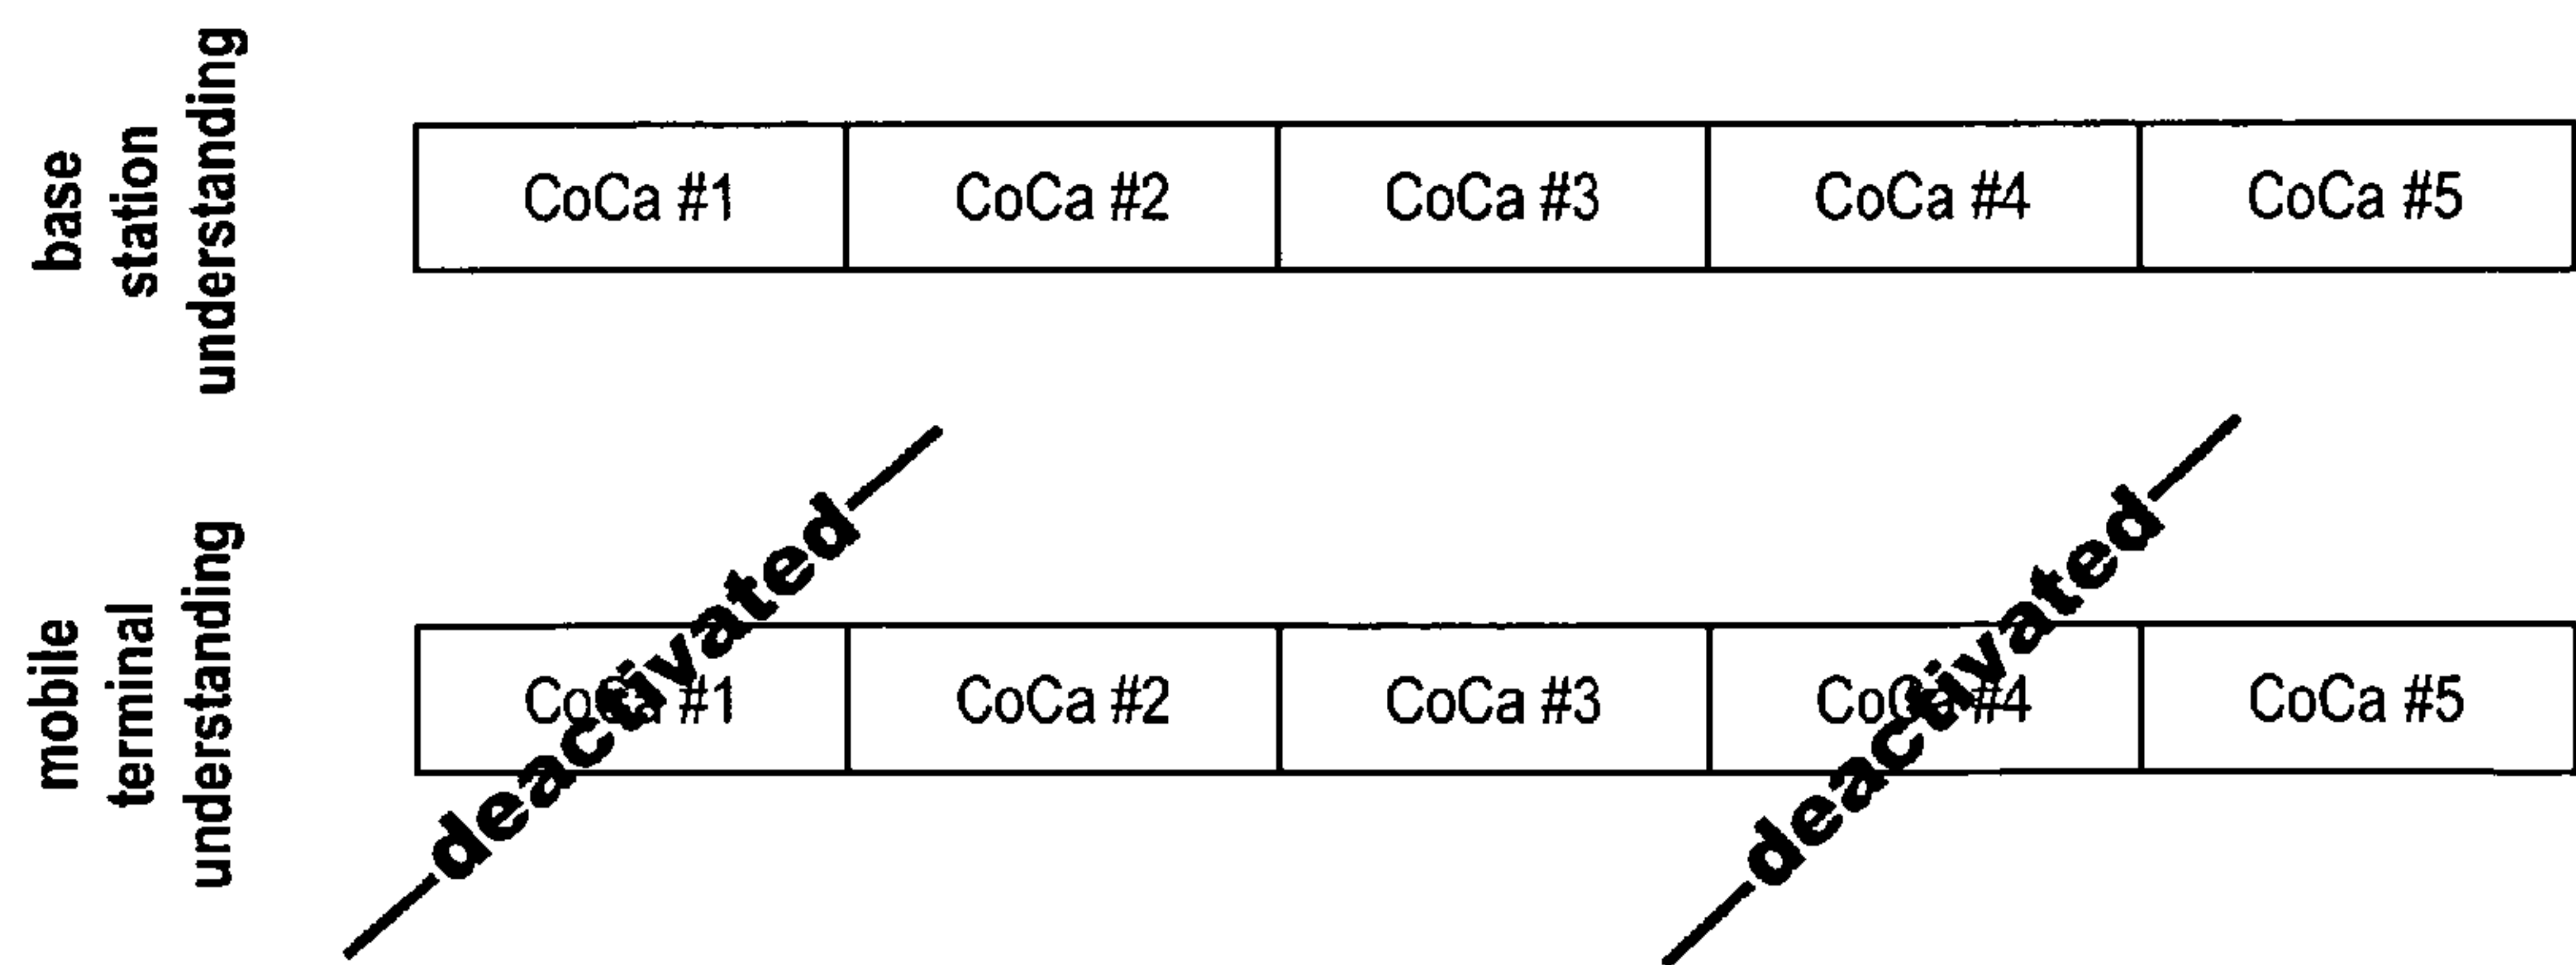 base
station
understanding
CoCa #1 CoCa #2 CoCa #3 CoCa #4 CoCa #5
mobile
terminal
understanding
CoCa #1 CoCa #2 CoCa #3 CoCa #4 CoCa #5
deactivated deactivated